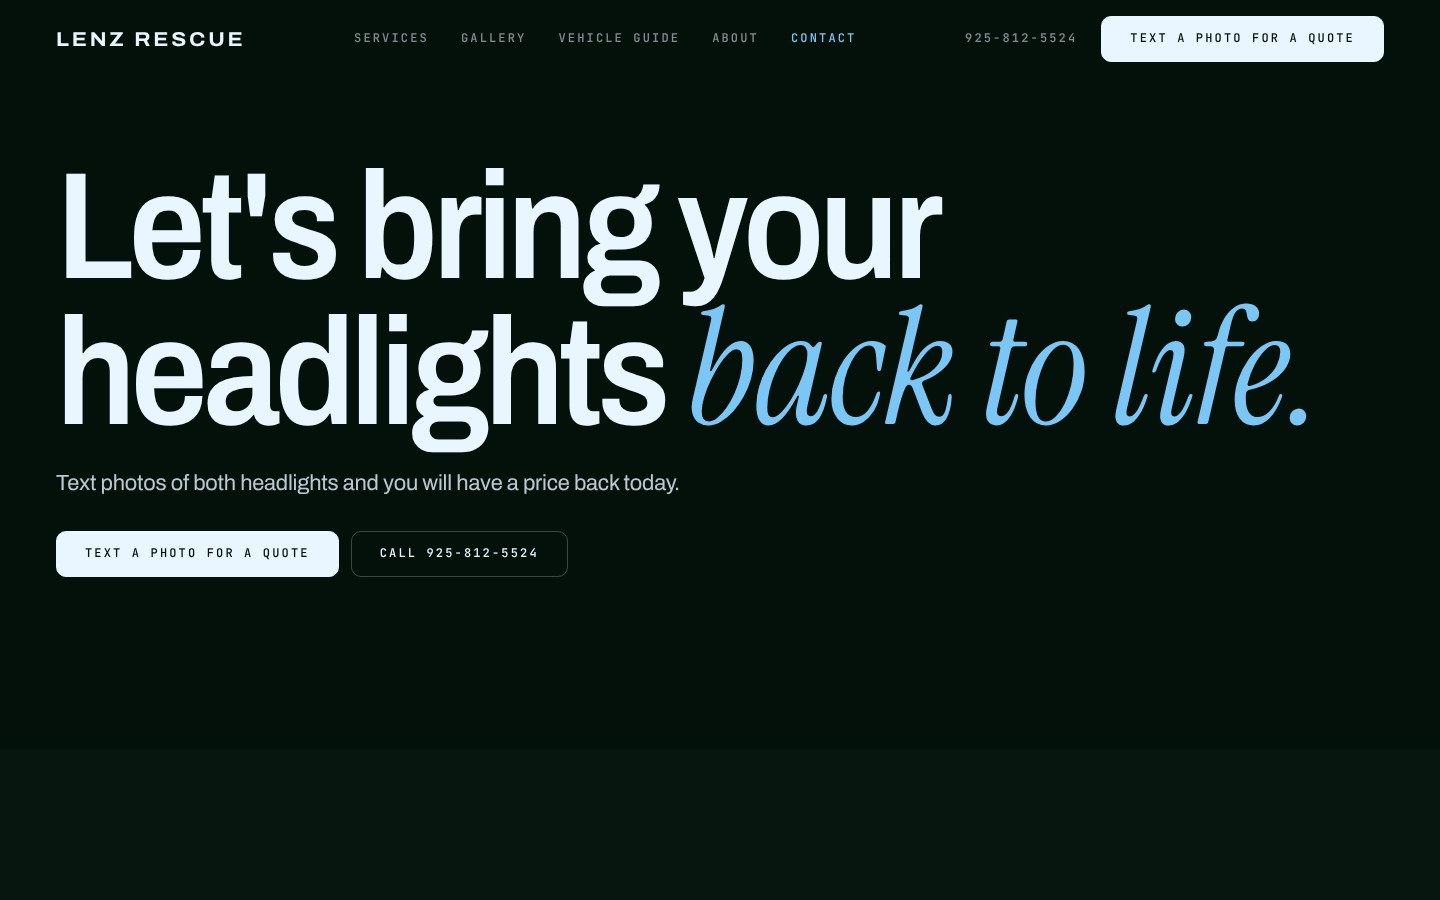 LENZ RESCUE
SERVICES
GALLERY
VEHICLE GUIDE
ABOUT
CONTACT
925-812-5524
TEXT A PHOTO FOR A QUOTE
Let's bring your
headlights back to life.
Text photos of both headlights and you will have a price back today.
TEXT A PHOTO FOR A QUOTE
CALL 925-812-5524